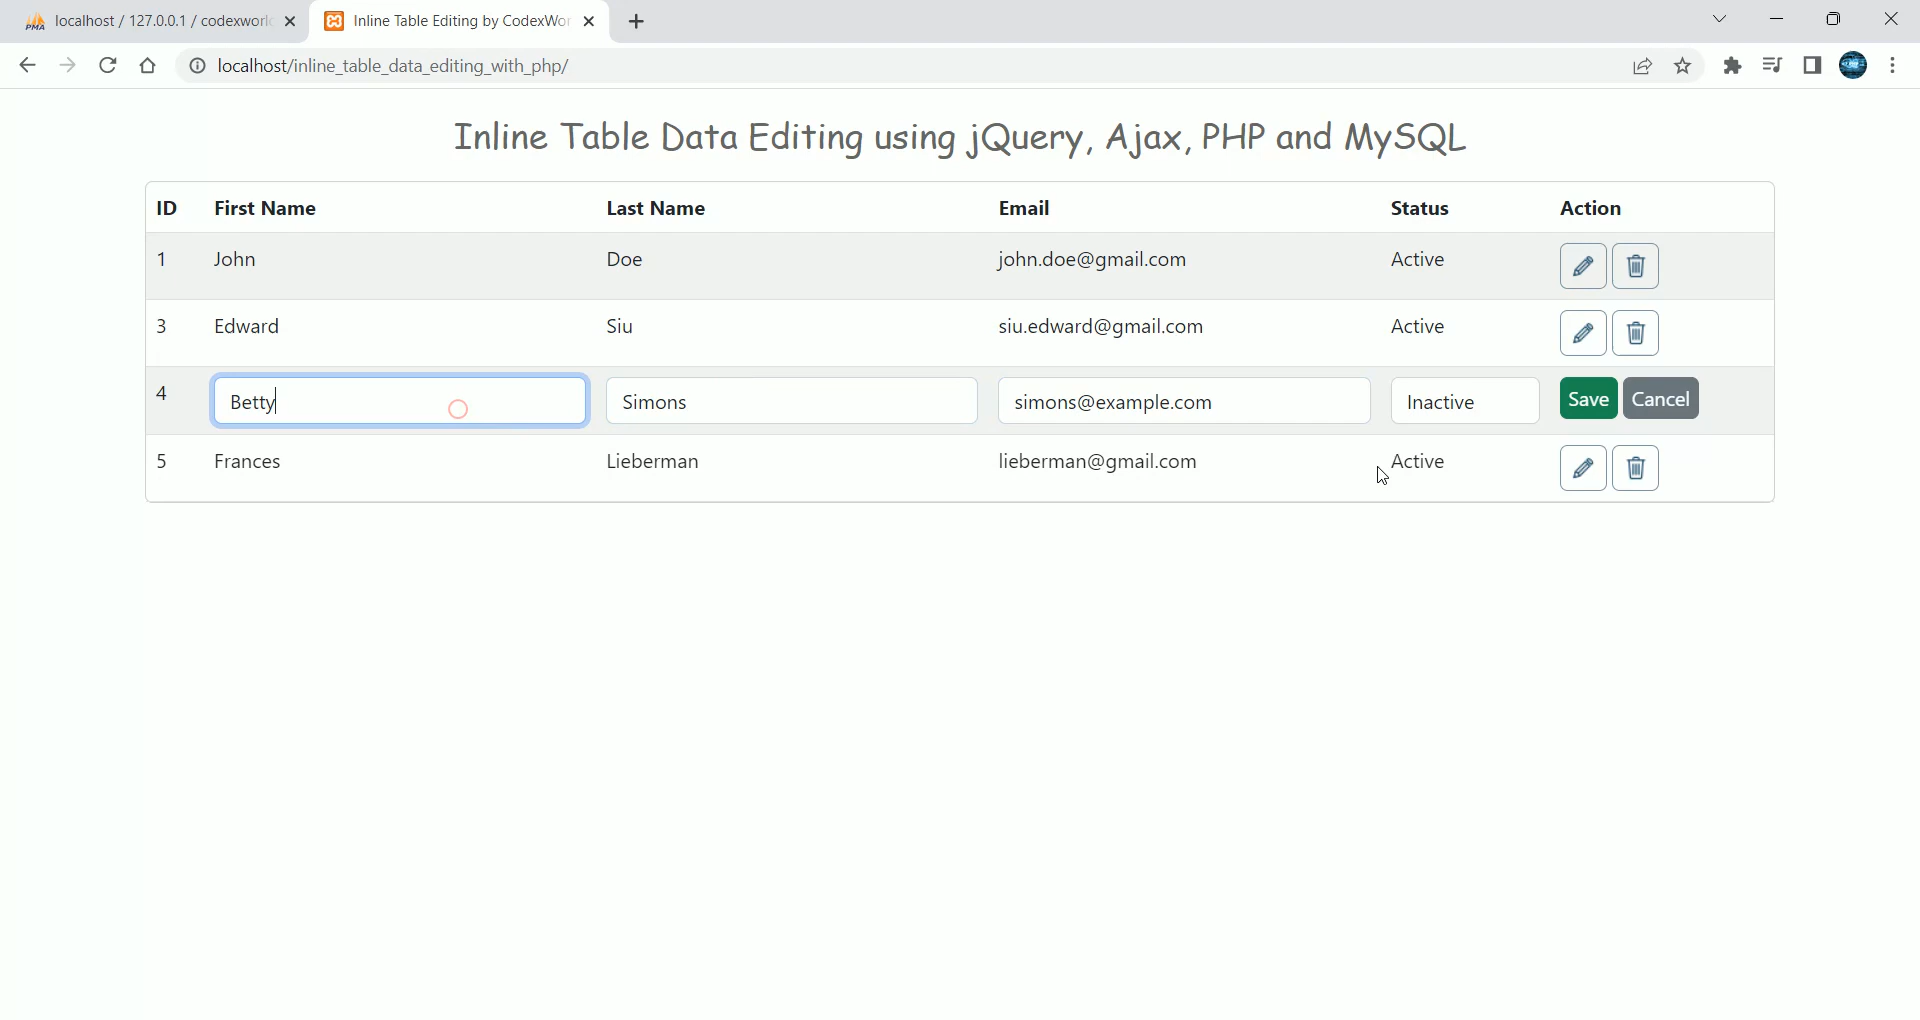 localhost / 127.0.0.1 / codexworl
Inline Table Editing by CodexWor
localhost/inline_table_data_editing_with_php/
Inline Table Data Editing using jQuery, Ajax, PHP and MySQL
ID First Name Last Name Email Status Action
1 John Doe john.doe@gmail.com Active
3 Edward Siu siu.edward@gmail.com Active
4 Betty Simons simons@example.com Inactive Save Cancel
5 Frances Lieberman lieberman@gmail.com Active